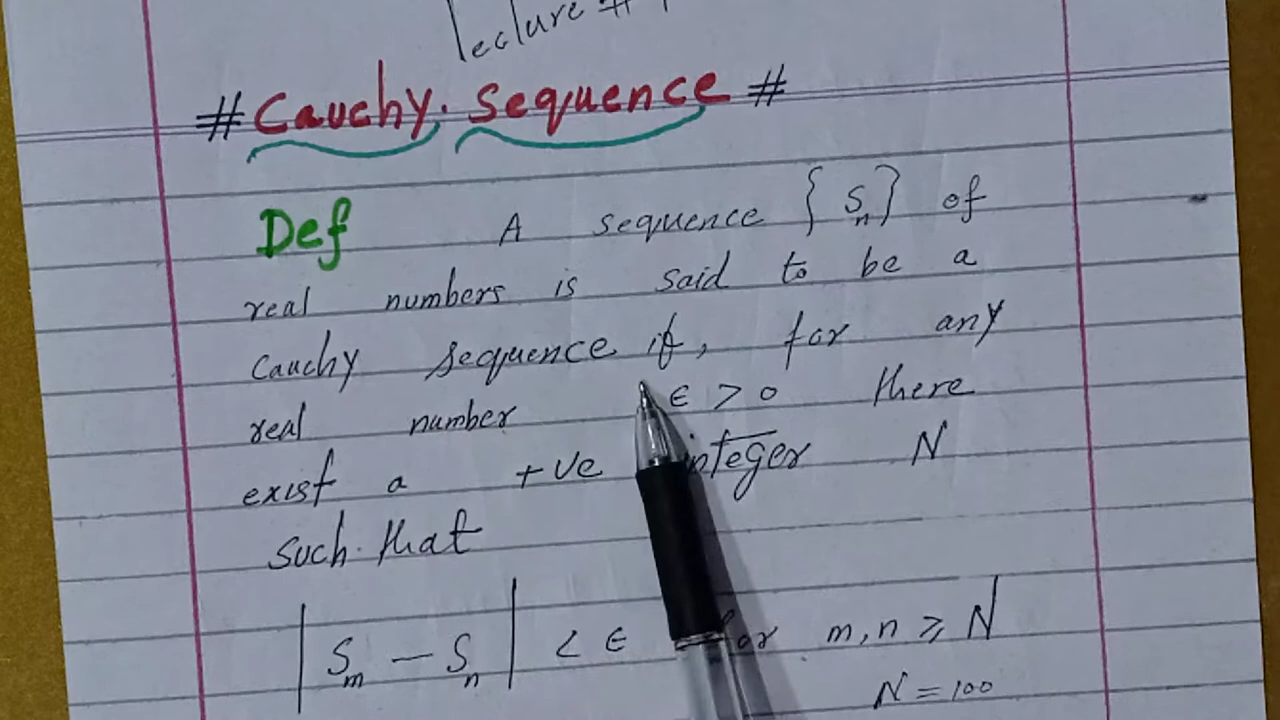 Lecture #
# Cauchy. Sequence #
Def A sequence {Sₙ} of
real numbers is said to be a
Cauchy sequence if, for any
real number ϵ > 0 there
exist a +ve integer N
such that
|Sₘ - Sₙ| < ϵ for m, n ≥ N
N = 100